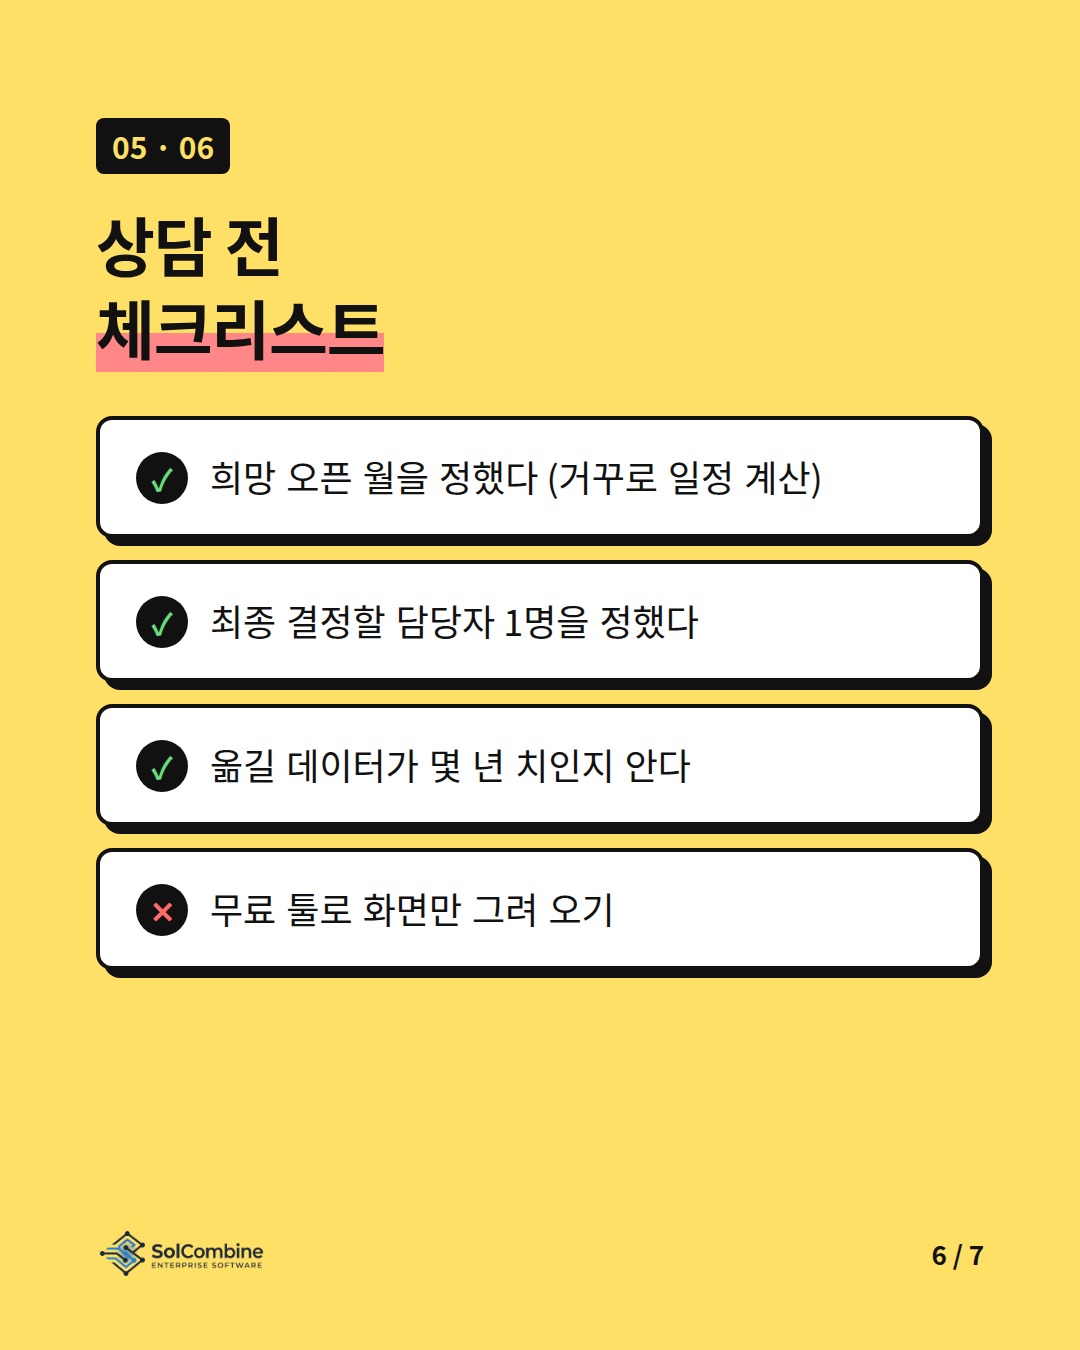 05 · 06
상담 전
체크리스트
✓ 희망 오픈 월을 정했다 (거꾸로 일정 계산)
✓ 최종 결정할 담당자 1명을 정했다
✓ 옮길 데이터가 몇 년 치인지 안다
✕ 무료 툴로 화면만 그려 오기
SolCombine
ENTERPRISE SOFTWARE
6 / 7